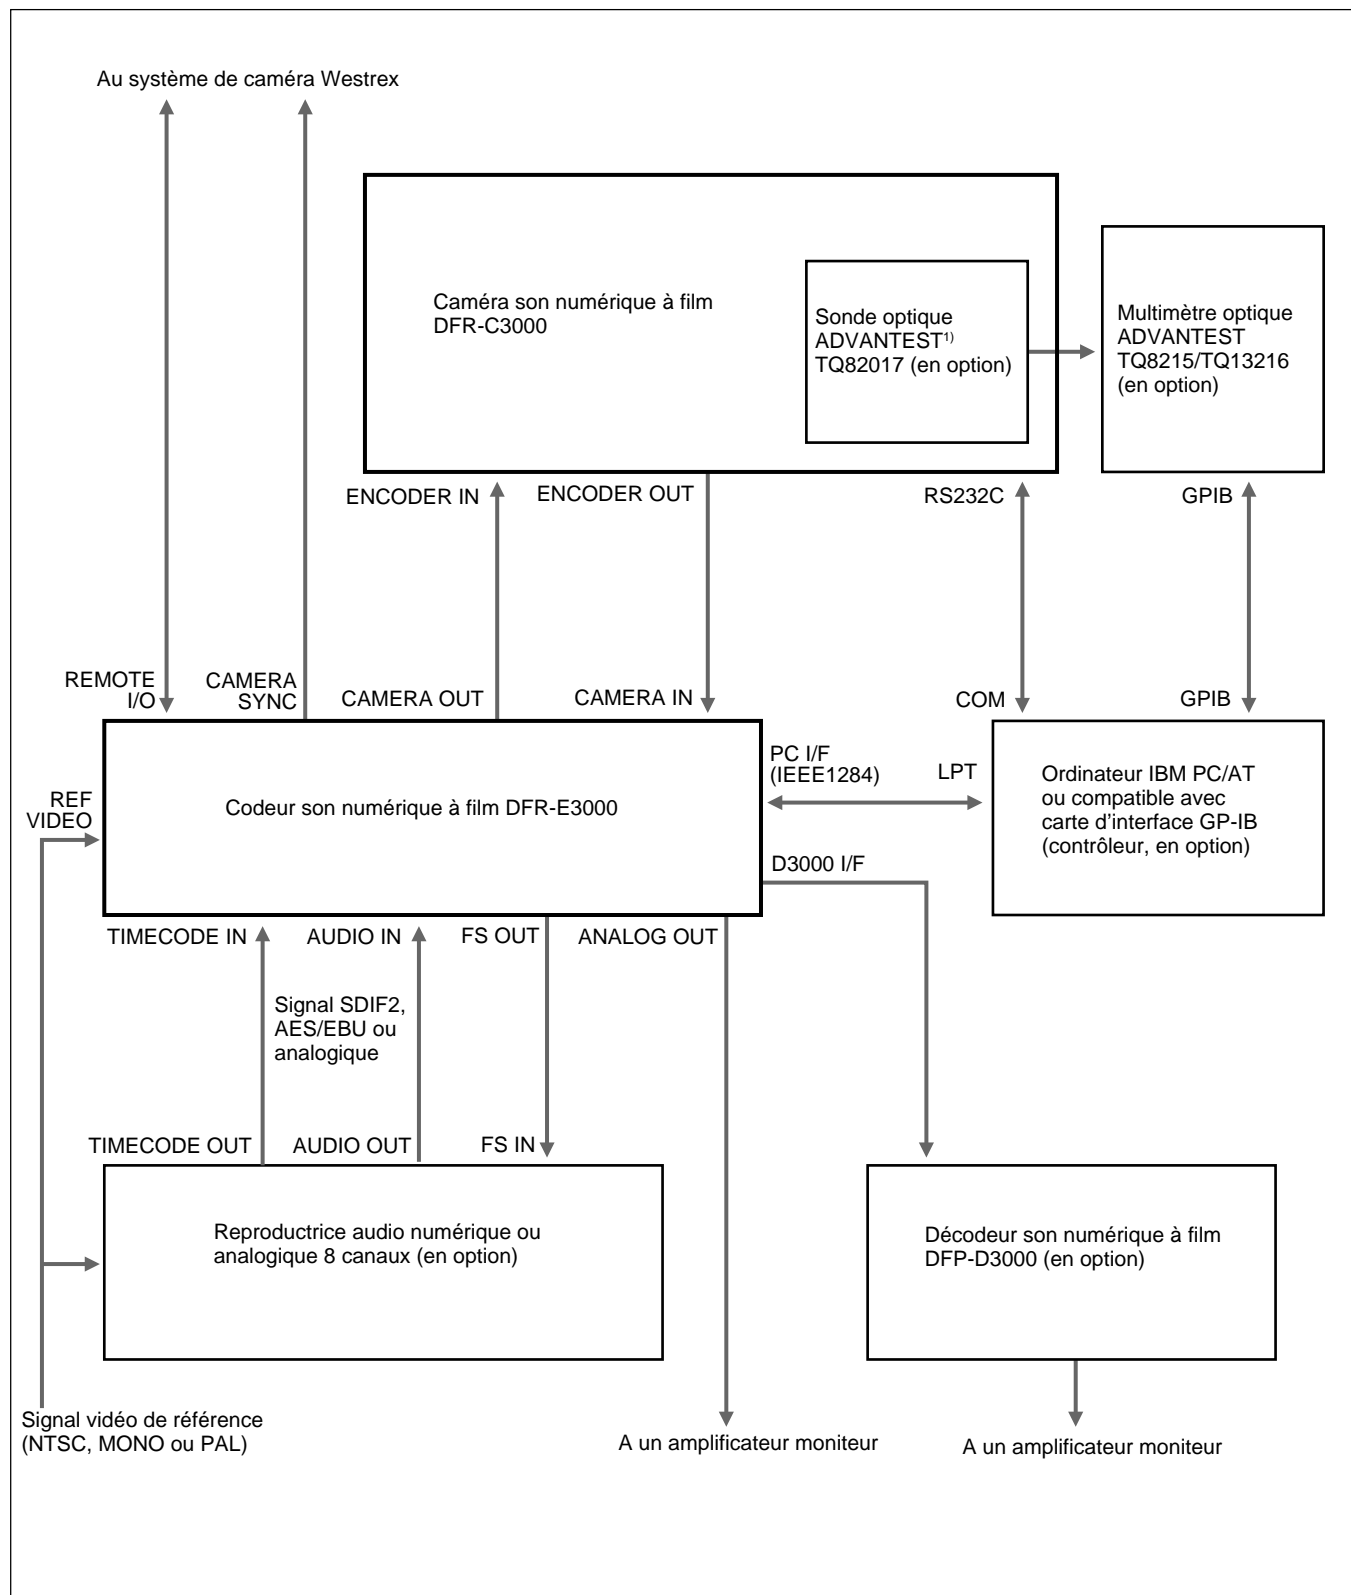 Au système de caméra Westrex
Caméra son numérique à film
DFR-C3000
Sonde optique
ADVANTEST1)
TQ82017 (en option)
Multimètre optique
ADVANTEST
TQ8215/TQ13216
(en option)
ENCODER IN
ENCODER OUT
RS232C
GPIB
REMOTE
I/O
CAMERA
SYNC
CAMERA OUT
CAMERA IN
COM
GPIB
REF
VIDEO
Codeur son numérique à film DFR-E3000
PC I/F
(IEEE1284)
LPT
Ordinateur IBM PC/AT
ou compatible avec
carte d’interface GP-IB
(contrôleur, en option)
D3000 I/F
TIMECODE IN
AUDIO IN
FS OUT
ANALOG OUT
Signal SDIF2,
AES/EBU ou
analogique
TIMECODE OUT
AUDIO OUT
FS IN
Reproductrice audio numérique ou
analogique 8 canaux (en option)
Décodeur son numérique à film
DFP-D3000 (en option)
Signal vidéo de référence
(NTSC, MONO ou PAL)
A un amplificateur moniteur
A un amplificateur moniteur